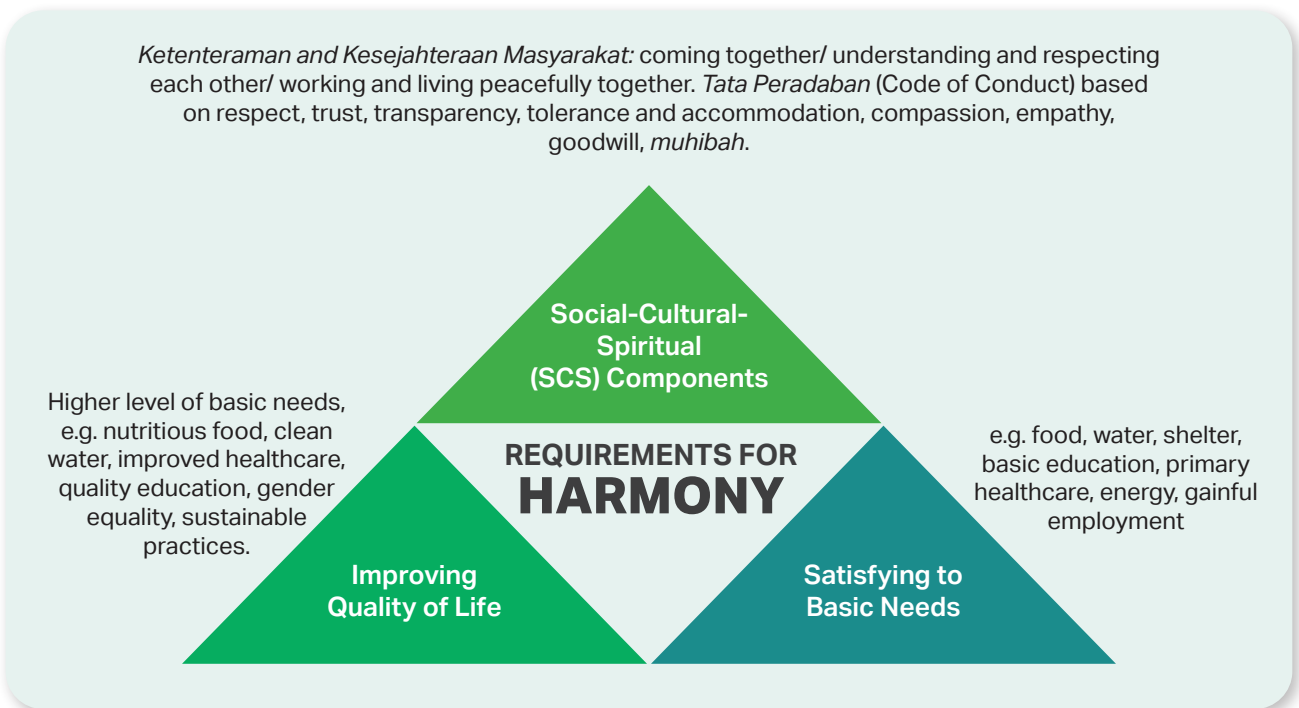 Ketenteraman and Kesejahteraan Masyarakat: coming together/ understanding and respecting
each other/ working and living peacefully together. Tata Peradaban (Code of Conduct) based
on respect, trust, transparency, tolerance and accommodation, compassion, empathy,
goodwill, muhibah.
Social-Cultural-
Spiritual
(SCS) Components
Higher level of basic needs,
e.g. nutritious food, clean
water, improved healthcare,
quality education, gender
equality, sustainable
practices.
REQUIREMENTS FOR
HARMONY
e.g. food, water, shelter,
basic education, primary
healthcare, energy, gainful
employment
Improving
Quality of Life
Satisfying to
Basic Needs